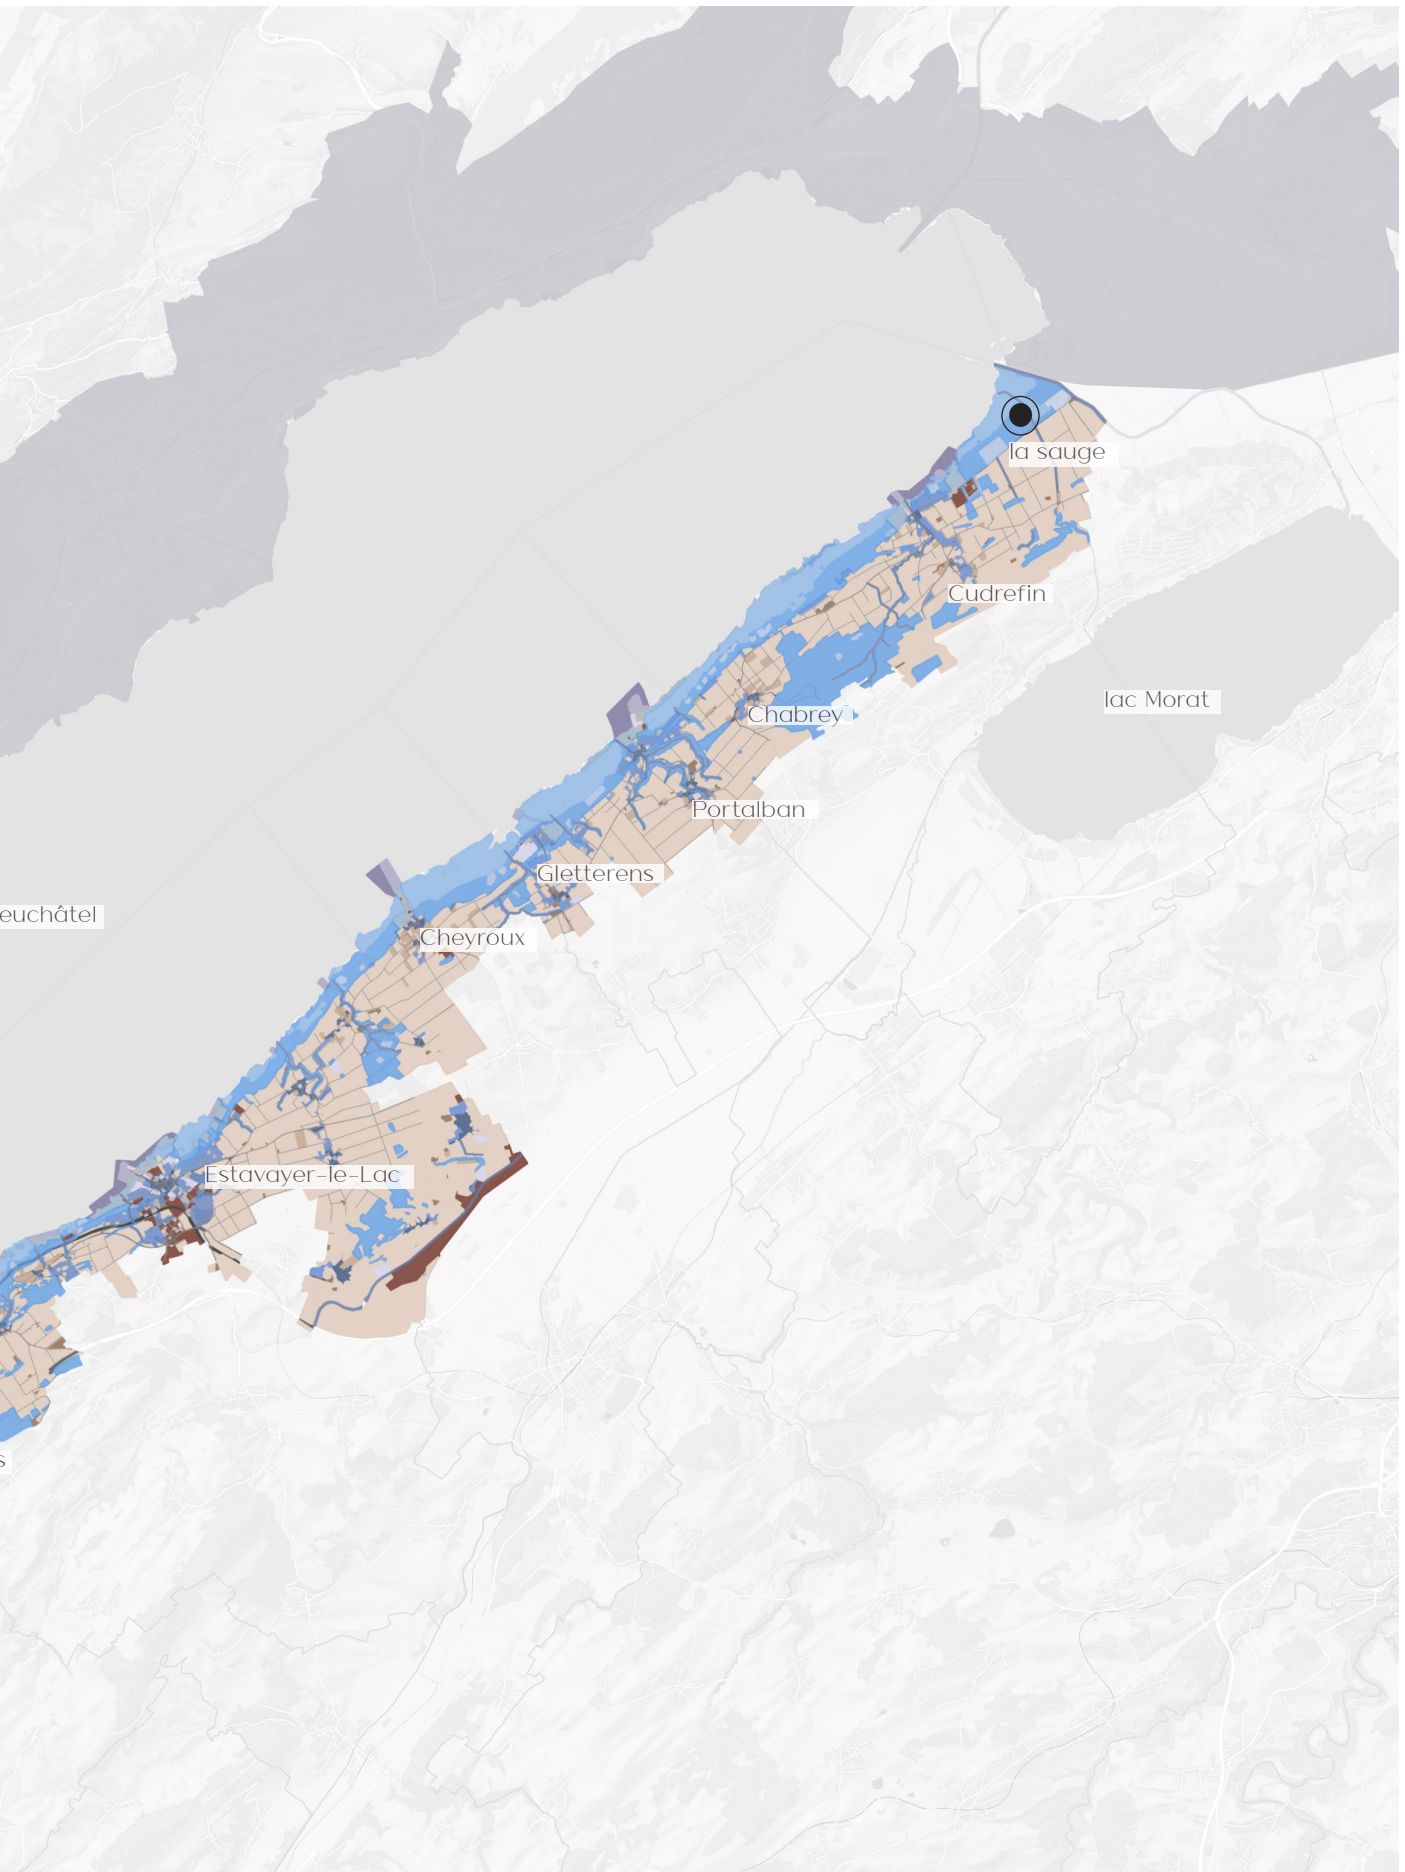 la sauge
Cudrefin
lac Morat
Chabrey
Portalban
Gletterens
euchâtel
Cheyroux
Estavayer-le-Lac
s